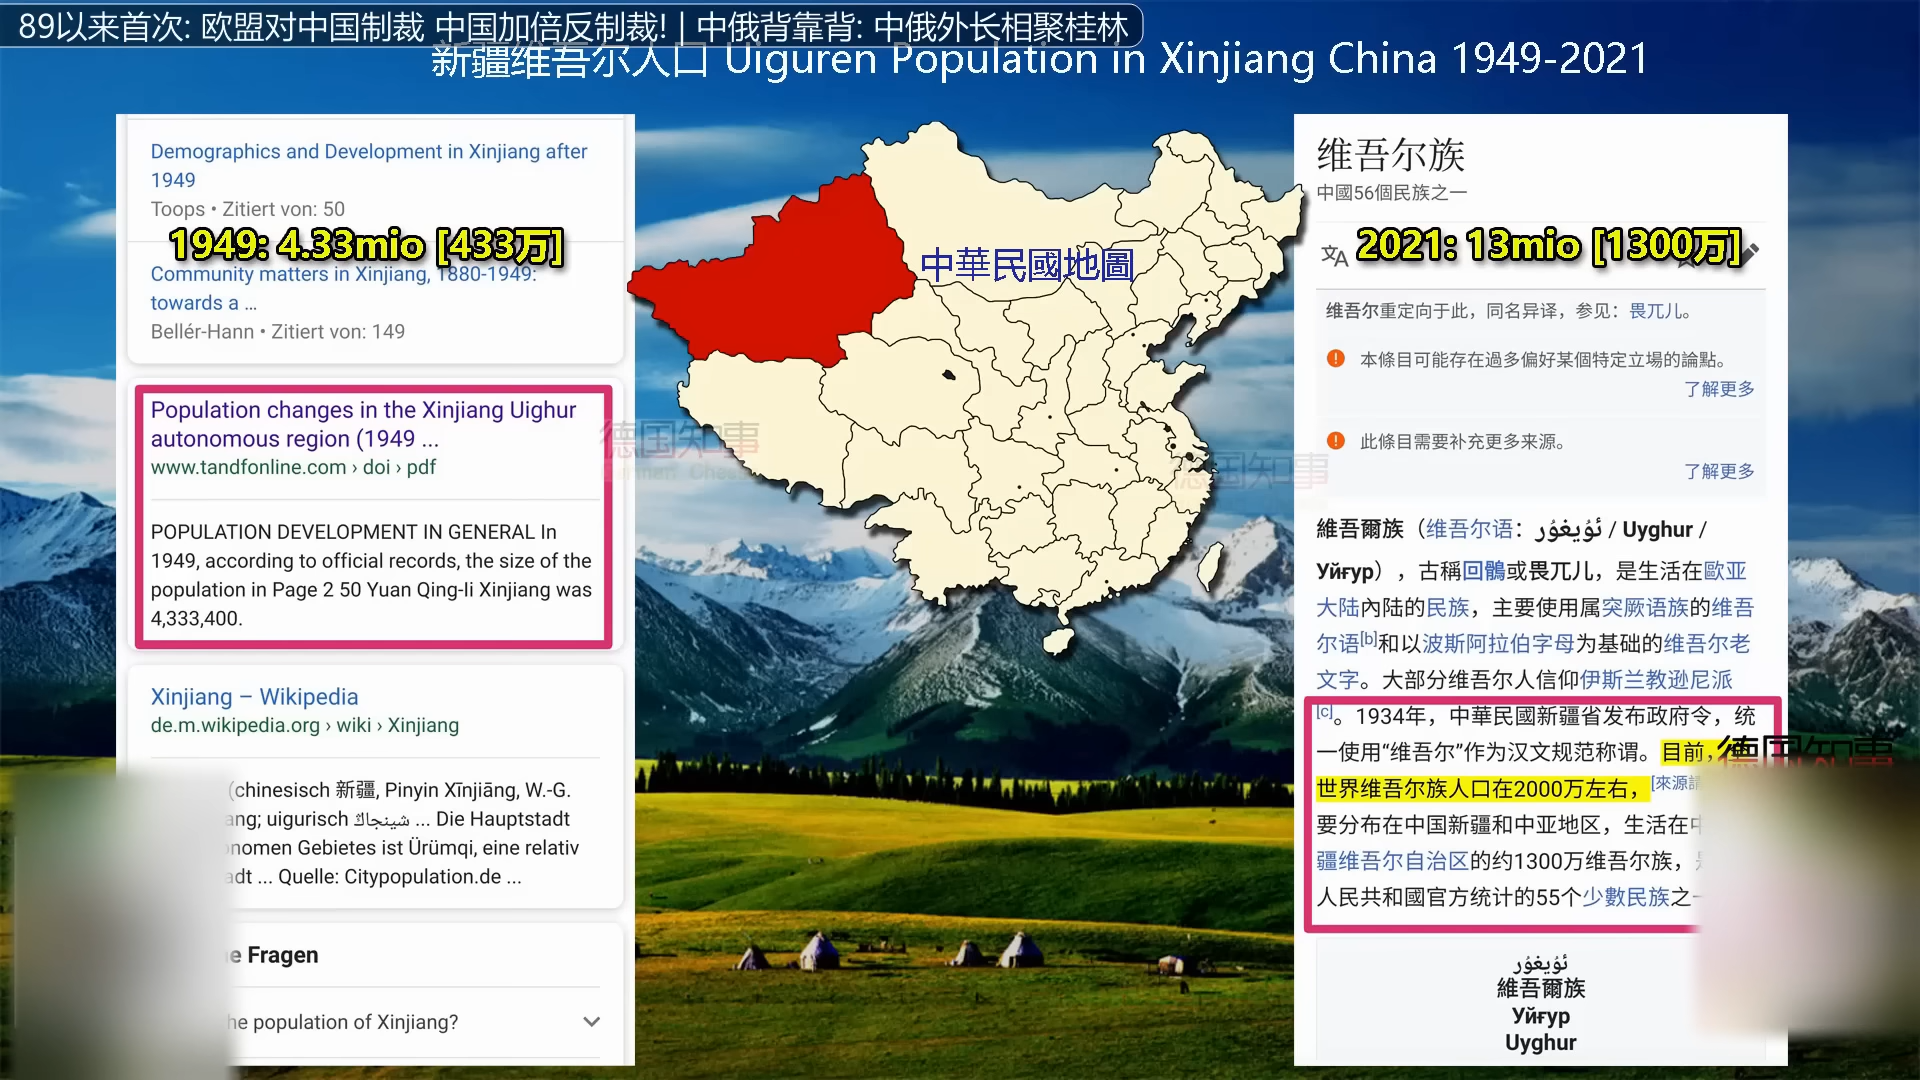 89以来首次: 欧盟对中国制裁 中国加倍反制裁! | 中俄背靠背: 中俄外长相聚桂林
新疆维吾尔人口 Uiguren Population in Xinjiang China 1949-2021
Demographics and Development in Xinjiang after
1949
Toops • Zitiert von: 50
1949: 4.33mio [433万]
Community matters in Xinjiang, 1880-1949:
towards a ...
Bellér-Hann • Zitiert von: 149
Population changes in the Xinjiang Uighur
autonomous region (1949 ...
www.tandfonline.com › doi › pdf
POPULATION DEVELOPMENT IN GENERAL In
1949, according to official records, the size of the
population in Page 2 50 Yuan Qing-li Xinjiang was
4,333,400.
Xinjiang – Wikipedia
de.m.wikipedia.org › wiki › Xinjiang
(chinesisch 新疆, Pinyin Xīnjiāng, W.-G.
ang; uigurisch شينجاڭ ... Die Hauptstadt
onomen Gebietes ist Ürümqi, eine relativ
adt ... Quelle: Citypopulation.de ...
e Fragen
he population of Xinjiang?
中華民國地圖
德国知事
德国知事
维吾尔族
中國56個民族之一
2021: 13mio [1300万]
维吾尔重定向于此，同名异译，参见：畏兀儿。
本條目可能存在過多偏好某個特定立場的論點。
了解更多
此條目需要补充更多来源。
了解更多
維吾爾族（维吾尔语：ئۇيغۇر / Uyghur /
Уйғур），古稱回鶻或畏兀儿，是生活在歐亚
大陆內陆的民族，主要使用属突厥语族的维吾
尔语[b]和以波斯阿拉伯字母为基础的维吾尔老
文字。大部分维吾尔人信仰伊斯兰教逊尼派
[c]。1934年，中華民國新疆省发布政府令，统
一使用“维吾尔”作为汉文规范称谓。目前，
德国知事
世界维吾尔族人口在2000万左右，[來源請
要分布在中国新疆和中亚地区，生活在中
疆维吾尔自治区的约1300万维吾尔族，
人民共和國官方统计的55个少數民族之一
ئۇيغۇر
維吾爾族
Уйғур
Uyghur